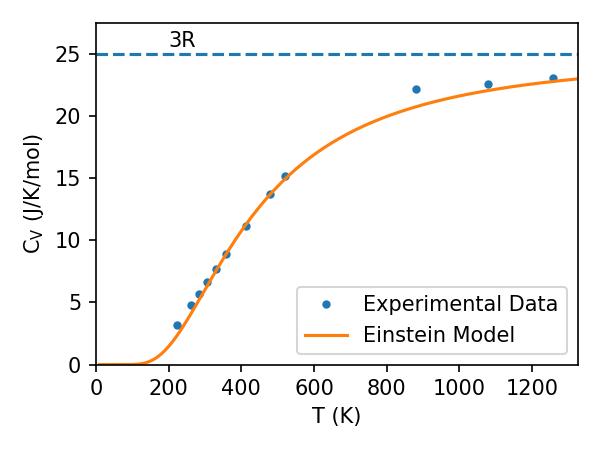 3R
25
20
15
10
5
0
C_V (J/K/mol)
Experimental Data
Einstein Model
0 200 400 600 800 1000 1200
T (K)